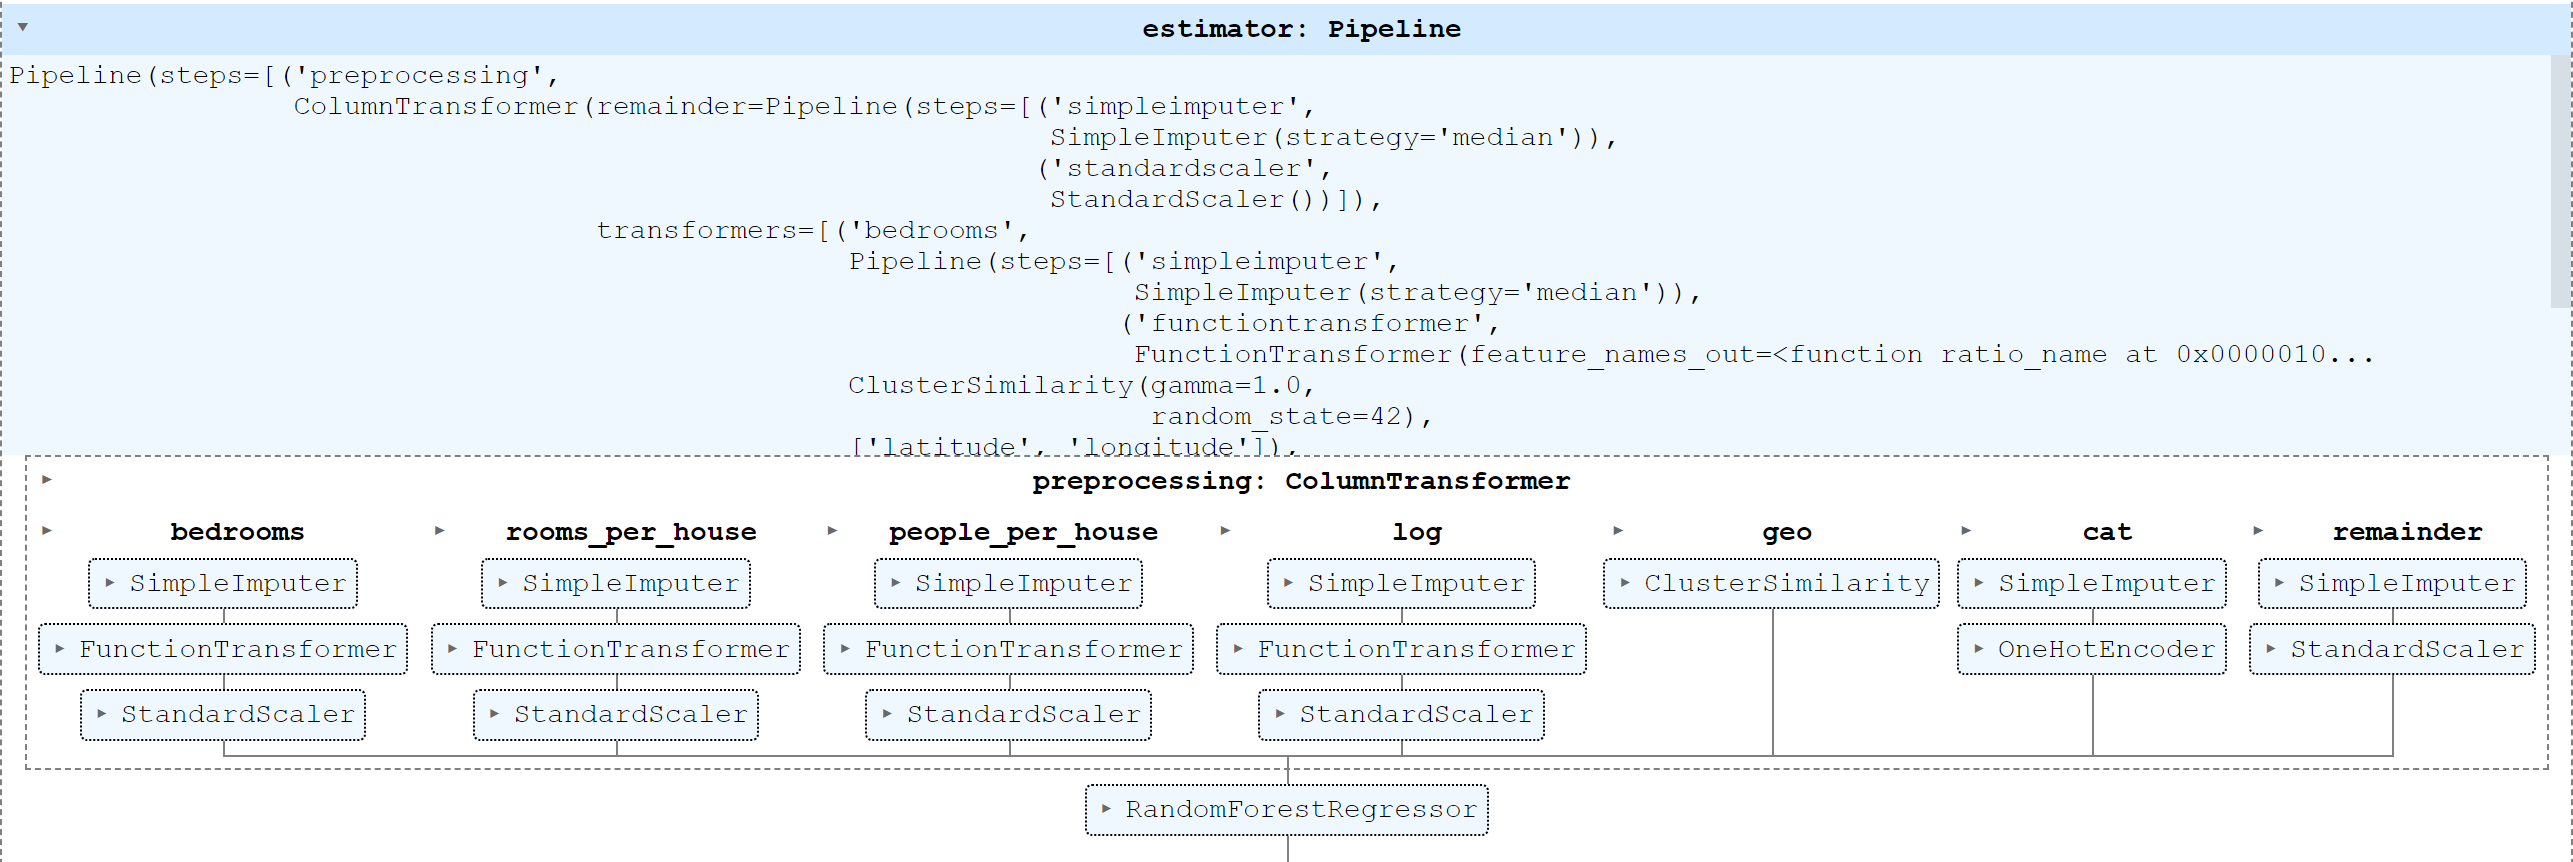 estimator: Pipeline
Pipeline(steps=[('preprocessing',
ColumnTransformer(remainder=Pipeline(steps=[('simpleimputer',
SimpleImputer(strategy='median')),
('standardscaler',
StandardScaler())]),
transformers=[('bedrooms',
Pipeline(steps=[('simpleimputer',
SimpleImputer(strategy='median')),
('functiontransformer',
FunctionTransformer(feature_names_out=<function ratio_name at 0x0000010...
ClusterSimilarity(gamma=1.0,
random_state=42),
['latitude', 'longitude']),
preprocessing: ColumnTransformer
bedrooms rooms_per_house people_per_house log geo cat remainder
SimpleImputer SimpleImputer SimpleImputer SimpleImputer ClusterSimilarity SimpleImputer SimpleImputer
FunctionTransformer FunctionTransformer FunctionTransformer FunctionTransformer OneHotEncoder StandardScaler
StandardScaler StandardScaler StandardScaler StandardScaler
RandomForestRegressor